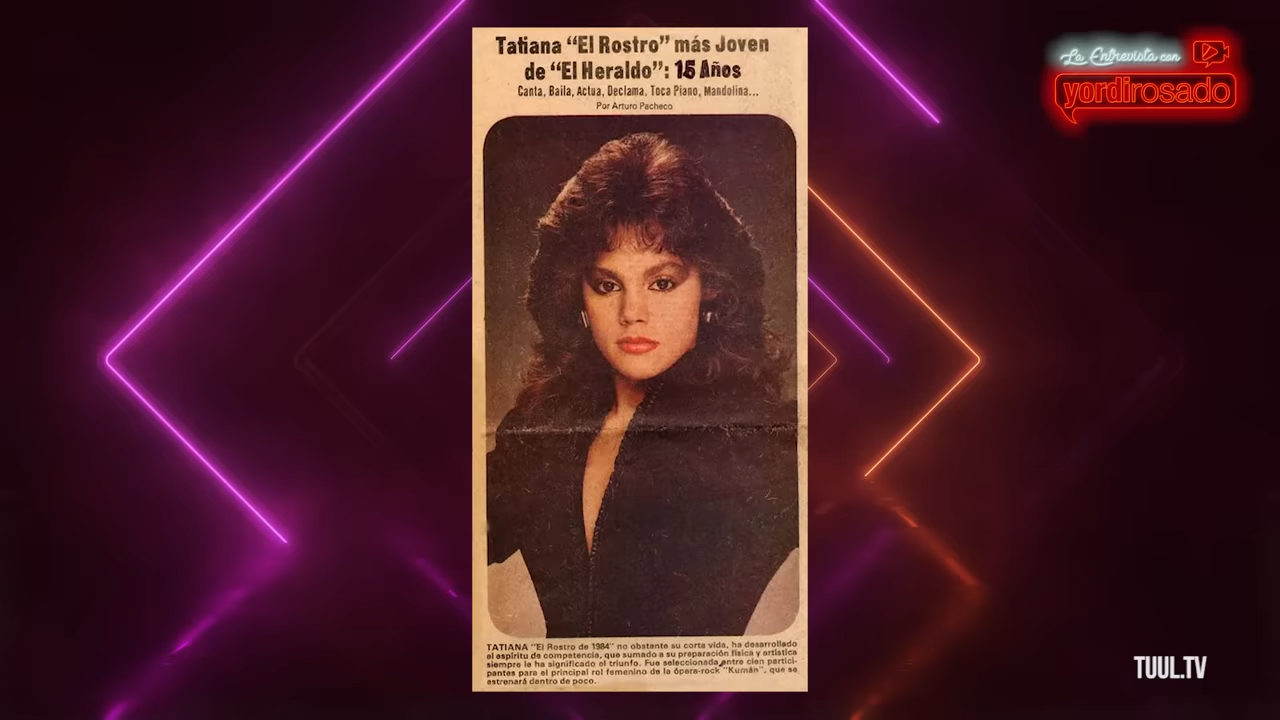 Tatiana “El Rostro” más Joven
de “El Heraldo”: 15 Años
Canta, Baila, Actua, Declama, Toca Piano, Mandolina...
Por Arturo Pacheco
TATIANA “El Rostro de 1984” no obstante su corta vida, ha desarrollado
el espíritu de competencia, que sumado a su preparación física y artística
siempre le ha significado el triunfo. Fue seleccionada entre cien partici-
pantes para el principal rol femenino de la ópera-rock “Kumán”, que se
estrenará dentro de poco.
La Entrevista con
yordirosado
TUUL.TV